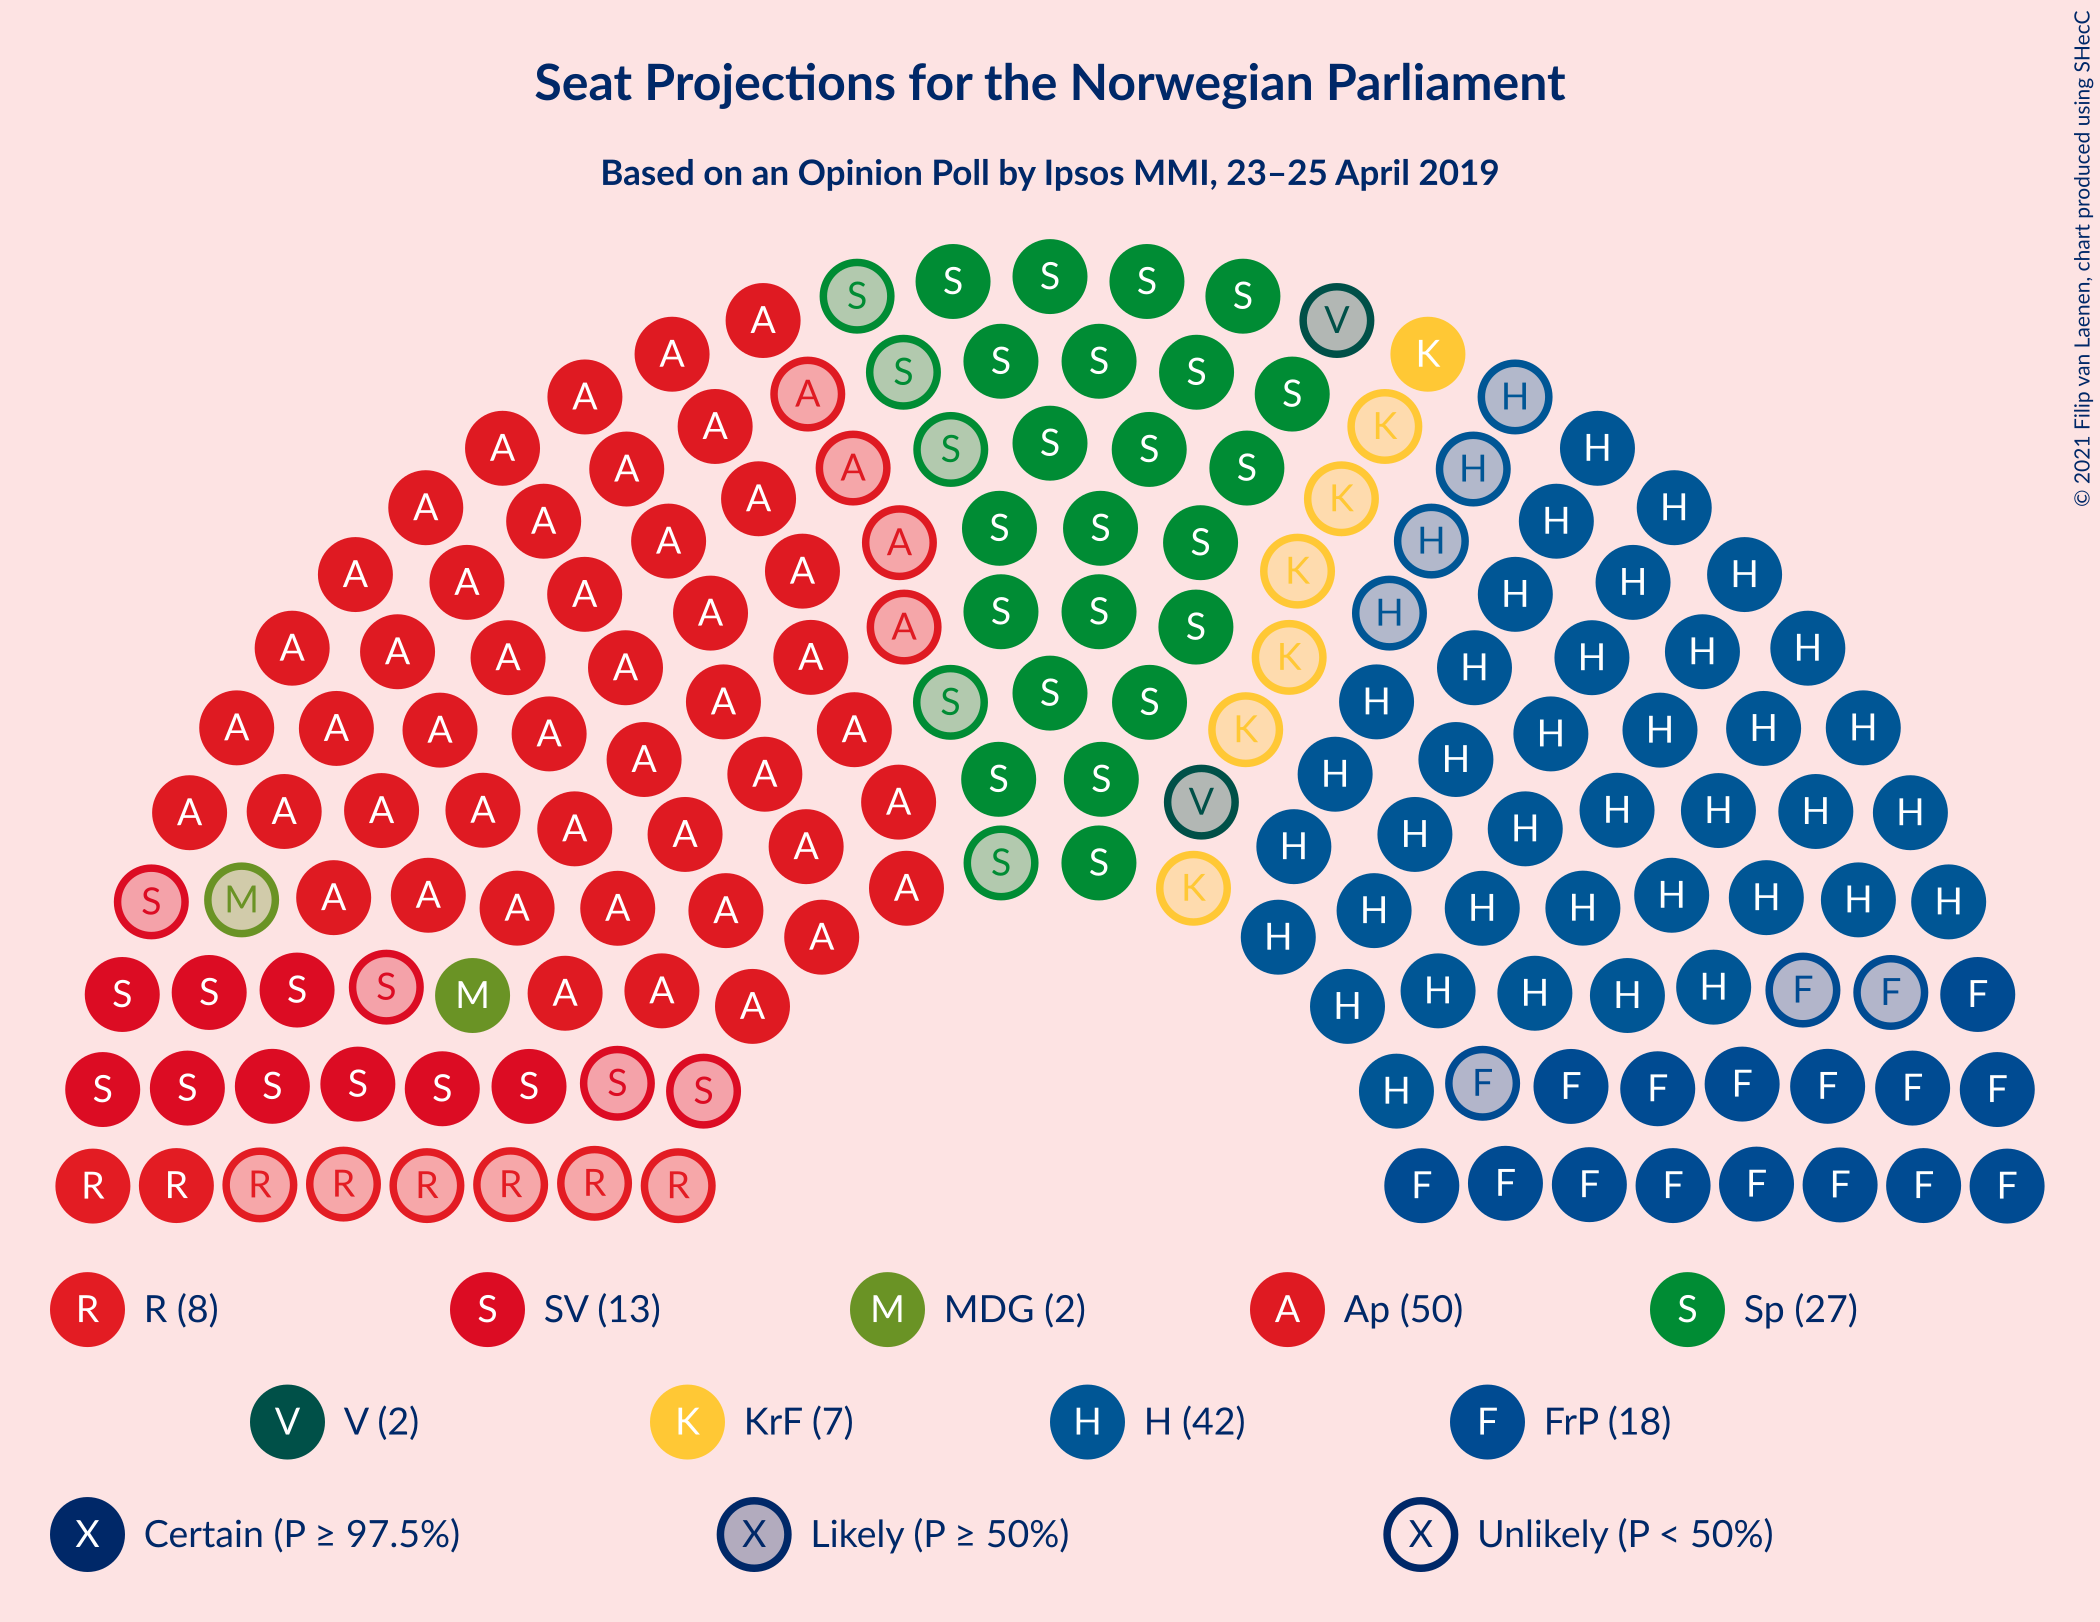 Seat Projections for the Norwegian Parliament
Based on an Opinion Poll by Ipsos MMI, 23–25 April 2019
© 2021 Filip van Laenen, chart produced using SHecC
S S S S S
A V
A K
A S S S S S H
A A K H
A A S S S S H H
A A A K H H
A A A A S S S K H H H
A A A A A S S S K H H H H
A A A A A S S S K H H H H
A A A A A A A S S V K H H H H H H
A A A A A A A A S S K H H H H H H H
S M A A A A A A H H H H H H H H
S S S S M A A A H H H H H F F F
S S S S S S S S H F F F F F F F
R R R R R R R R F F F F F F F F
R R (8) S SV (13) M MDG (2) A Ap (50) S Sp (27)
V V (2) K KrF (7) H H (42) F FrP (18)
X Certain (P ≥ 97.5%) X Likely (P ≥ 50%) X Unlikely (P < 50%)